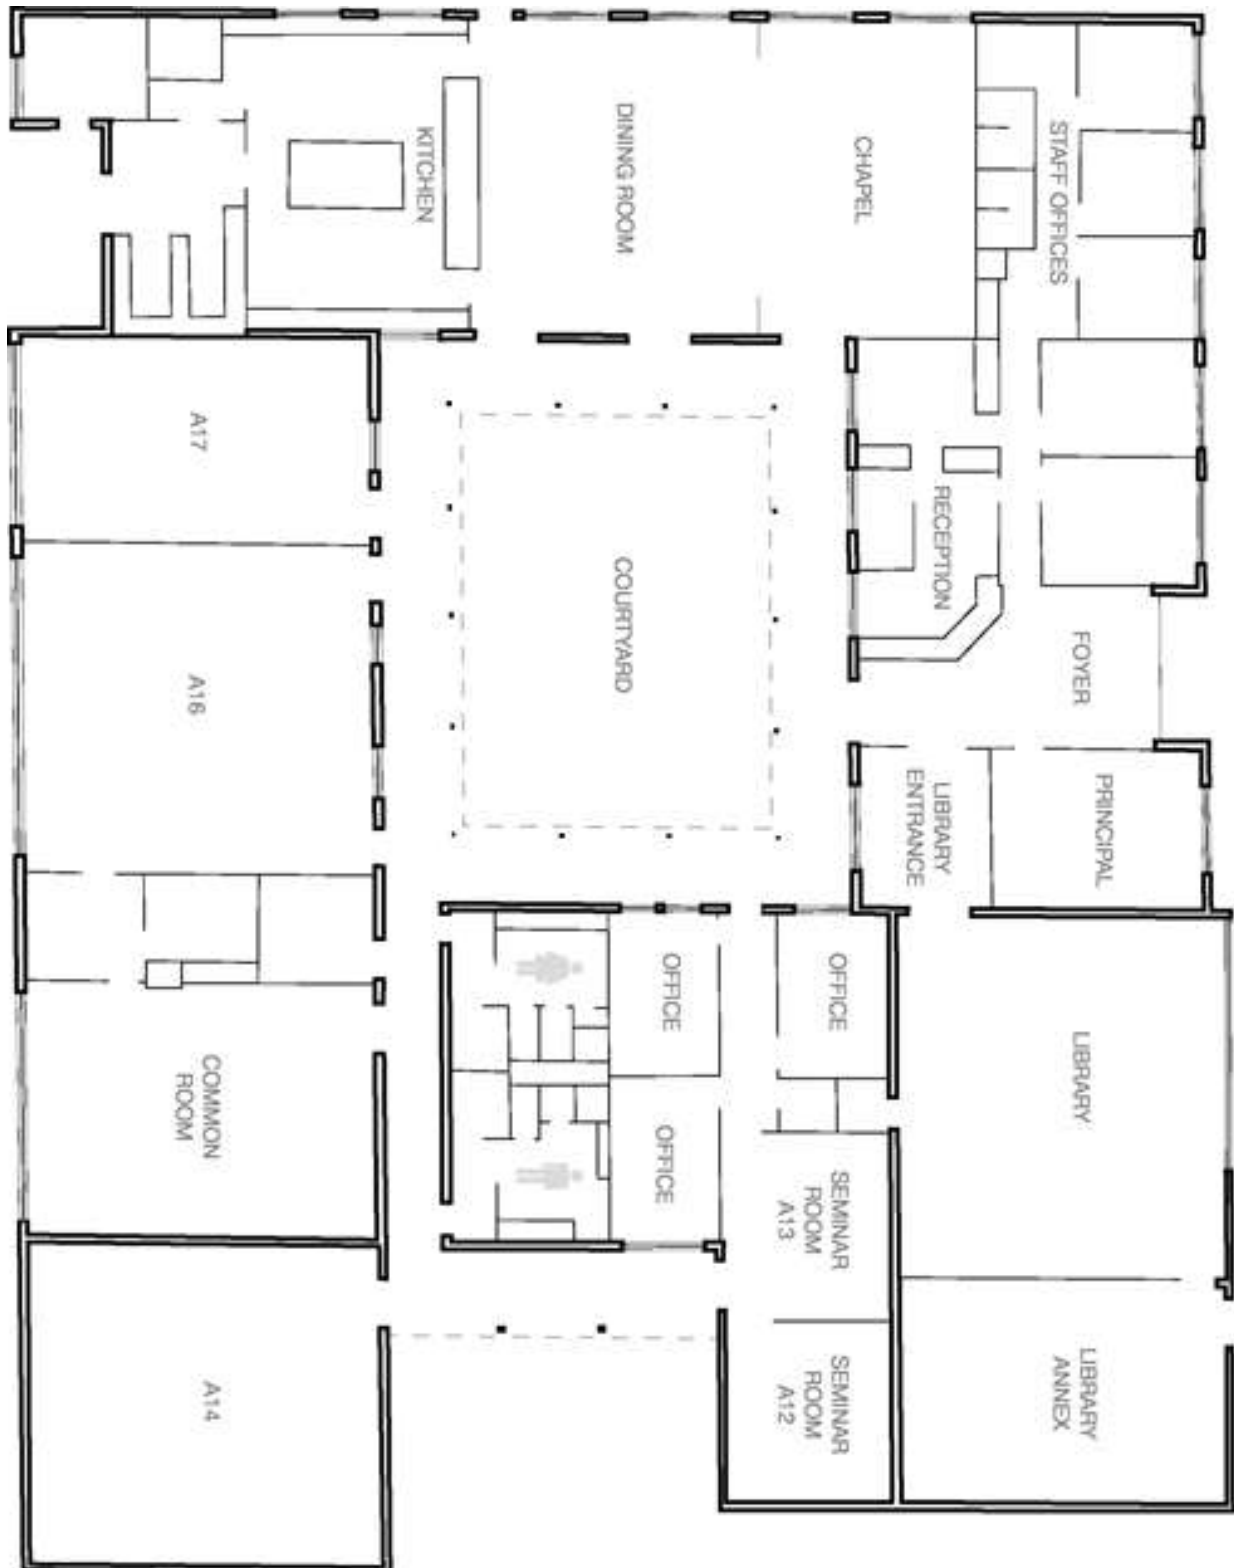 STAFF OFFICES
CHAPEL
DINING ROOM
KITCHEN
FOYER
RECEPTION
COURTYARD
A17
A16
PRINCIPAL
LIBRARY
ENTRANCE
LIBRARY
OFFICE
OFFICE
OFFICE
COMMON
ROOM
SEMINAR
ROOM
A13
LIBRARY
ANNEX
SEMINAR
ROOM
A12
A14